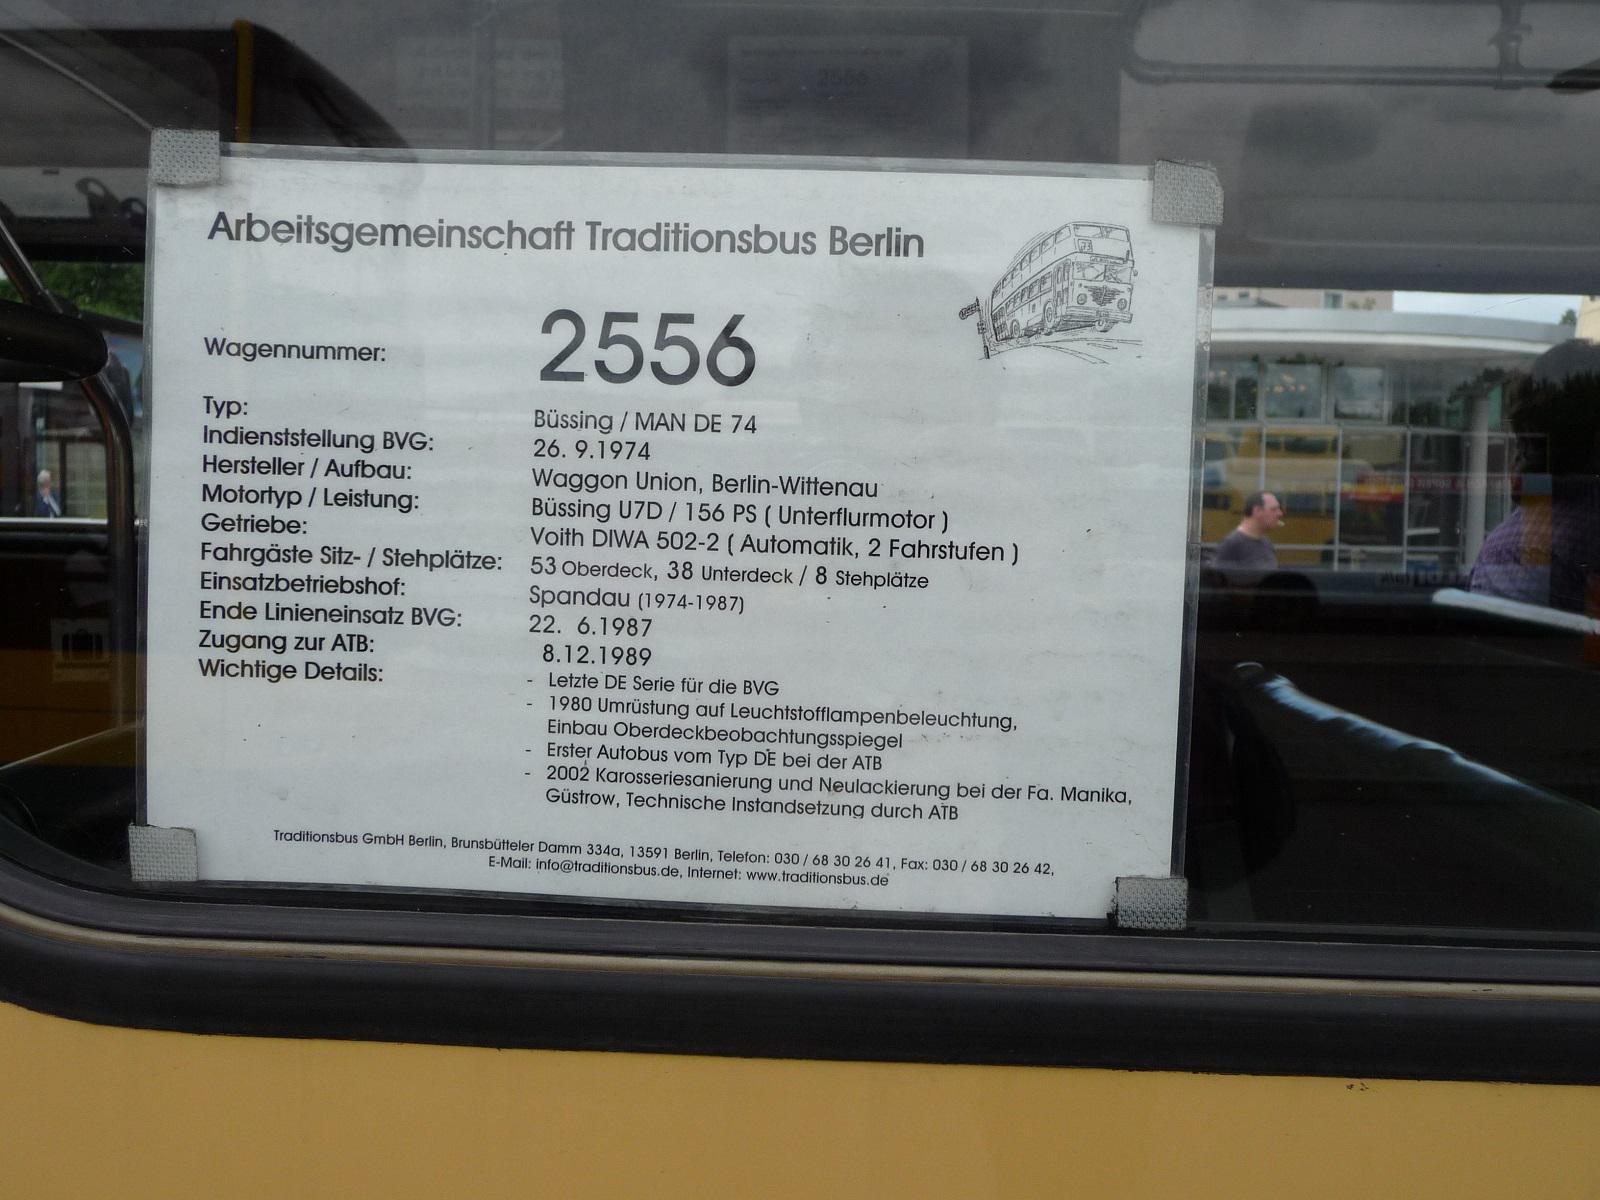 Arbeitsgemeinschaft Traditionsbus Berlin
Wagennummer: 2556
Typ: Büssing / MAN DE 74
Indienststellung BVG: 26. 9.1974
Hersteller / Aufbau: Waggon Union, Berlin-Wittenau
Motortyp / Leistung: Büssing U7D / 156 PS ( Unterflurmotor )
Getriebe: Voith DIWA 502-2 ( Automatik, 2 Fahrstufen )
Fahrgäste Sitz- / Stehplätze: 53 Oberdeck, 38 Unterdeck / 8 Stehplätze
Einsatzbetriebshof: Spandau (1974-1987)
Ende Linieneinsatz BVG: 22. 6.1987
Zugang zur ATB: 8.12.1989
Wichtige Details: - Letzte DE Serie für die BVG
- 1980 Umrüstung auf Leuchtstofflampenbeleuchtung,
Einbau Oberdeckbeobachtungsspiegel
- Erster Autobus vom Typ DE bei der ATB
- 2002 Karosseriesanierung und Neulackierung bei der Fa. Manika,
Güstrow, Technische Instandsetzung durch ATB
Traditionsbus GmbH Berlin, Brunsbütteler Damm 334a, 13591 Berlin, Telefon: 030 / 68 30 26 41, Fax: 030 / 68 30 26 42,
E-Mail: info@traditionsbus.de, Internet: www.traditionsbus.de